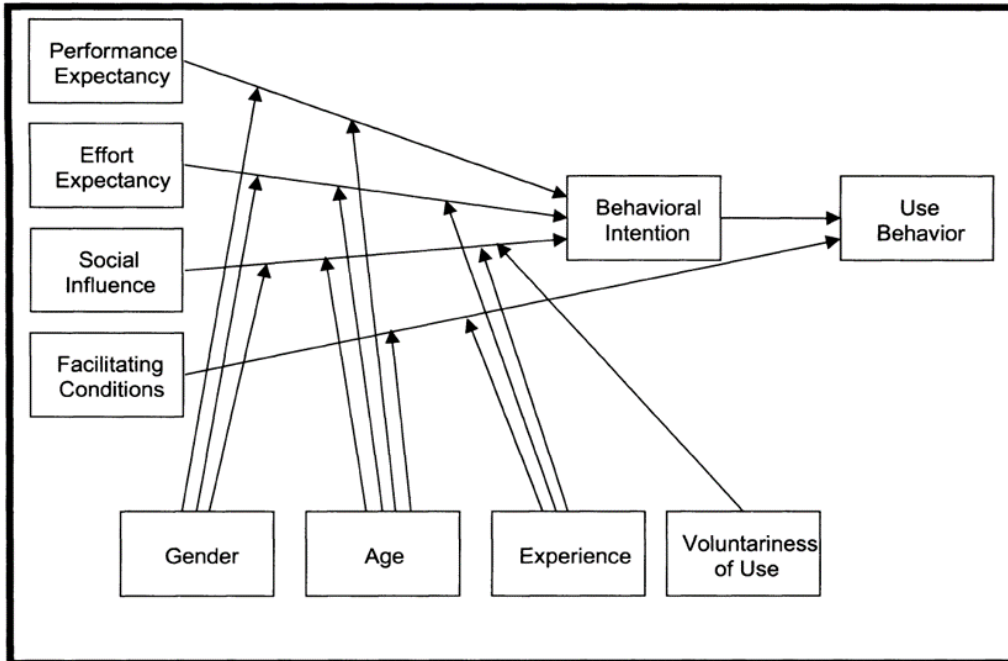 Performance
Expectancy
Effort
Expectancy
Social
Influence
Facilitating
Conditions
Behavioral
Intention
Use
Behavior
Gender
Age
Experience
Voluntariness
of Use